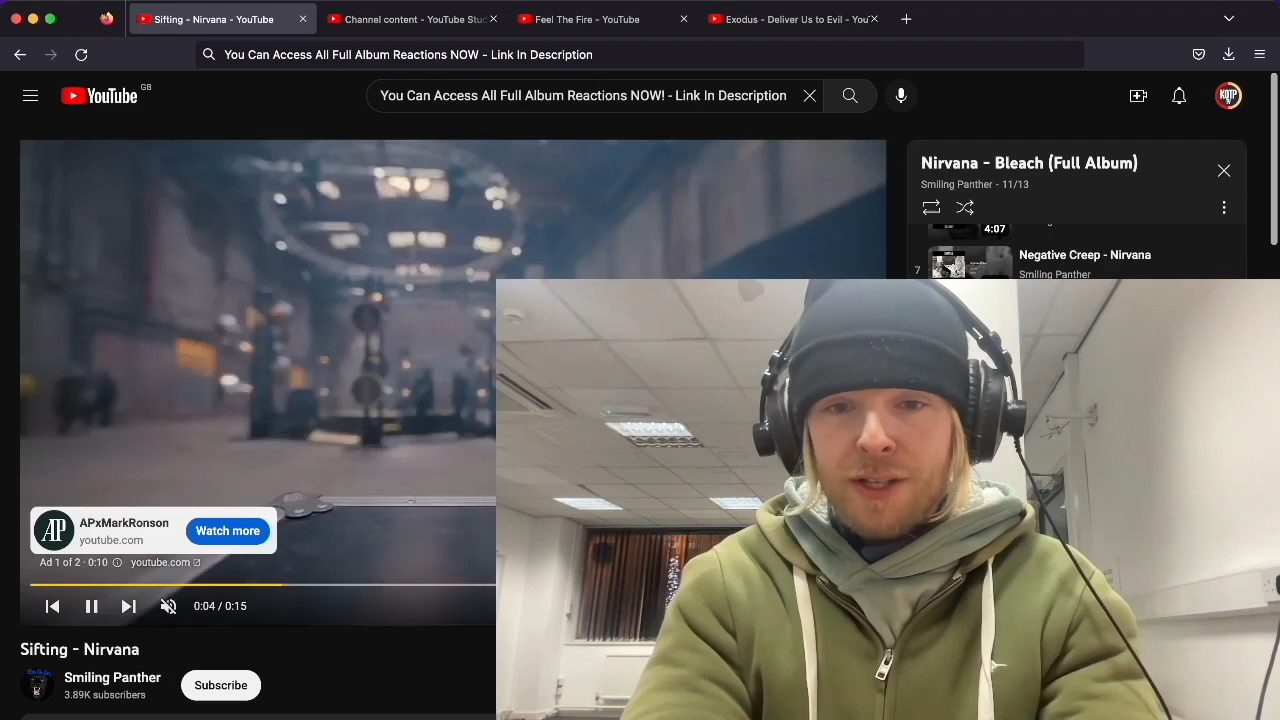 Sifting - Nirvana - YouTube
Channel content - YouTube Stud
Feel The Fire - YouTube
Exodus - Deliver Us to Evil - YouT
You Can Access All Full Album Reactions NOW - Link In Description
YouTube GB
You Can Access All Full Album Reactions NOW! - Link In Description
KOTP
Nirvana - Bleach (Full Album)
Smiling Panther - 11/13
4:07
7
Negative Creep - Nirvana
Smiling Panther
AP
APxMarkRonson
youtube.com
Watch more
Ad 1 of 2 · 0:10
youtube.com
0:04 / 0:15
Sifting - Nirvana
Smiling Panther
3.89K subscribers
Subscribe